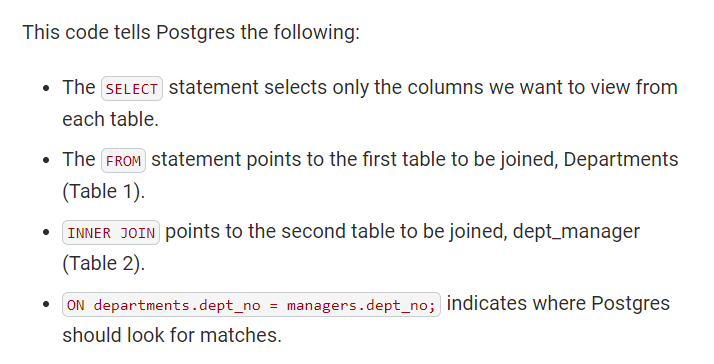 This code tells Postgres the following:
• The SELECT statement selects only the columns we want to view from
each table.
• The FROM statement points to the first table to be joined, Departments
(Table 1).
• INNER JOIN points to the second table to be joined, dept_manager
(Table 2).
• ON departments.dept_no = managers.dept_no; indicates where Postgres
should look for matches.